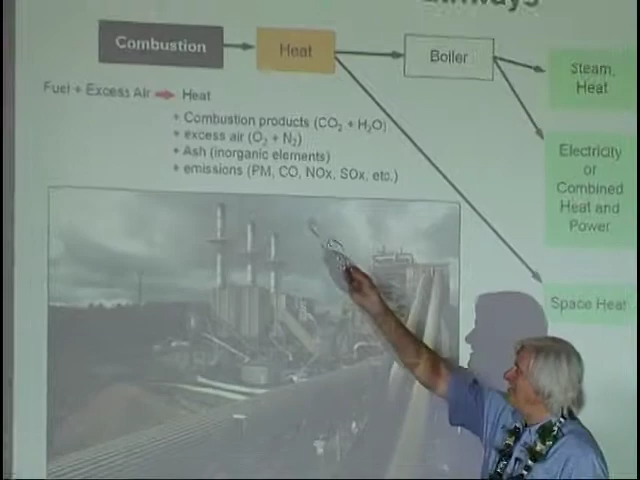 Combustion
Heat
Boiler
Steam,
Heat
Fuel + Excess Air
Heat
+ Combustion products (CO₂ + H₂O)
+ excess air (O₂ + N₂)
+ Ash (inorganic elements)
+ emissions (PM, CO, NOx, SOx, etc.)
Electricity
or
Combined
Heat and
Power
Space Heat